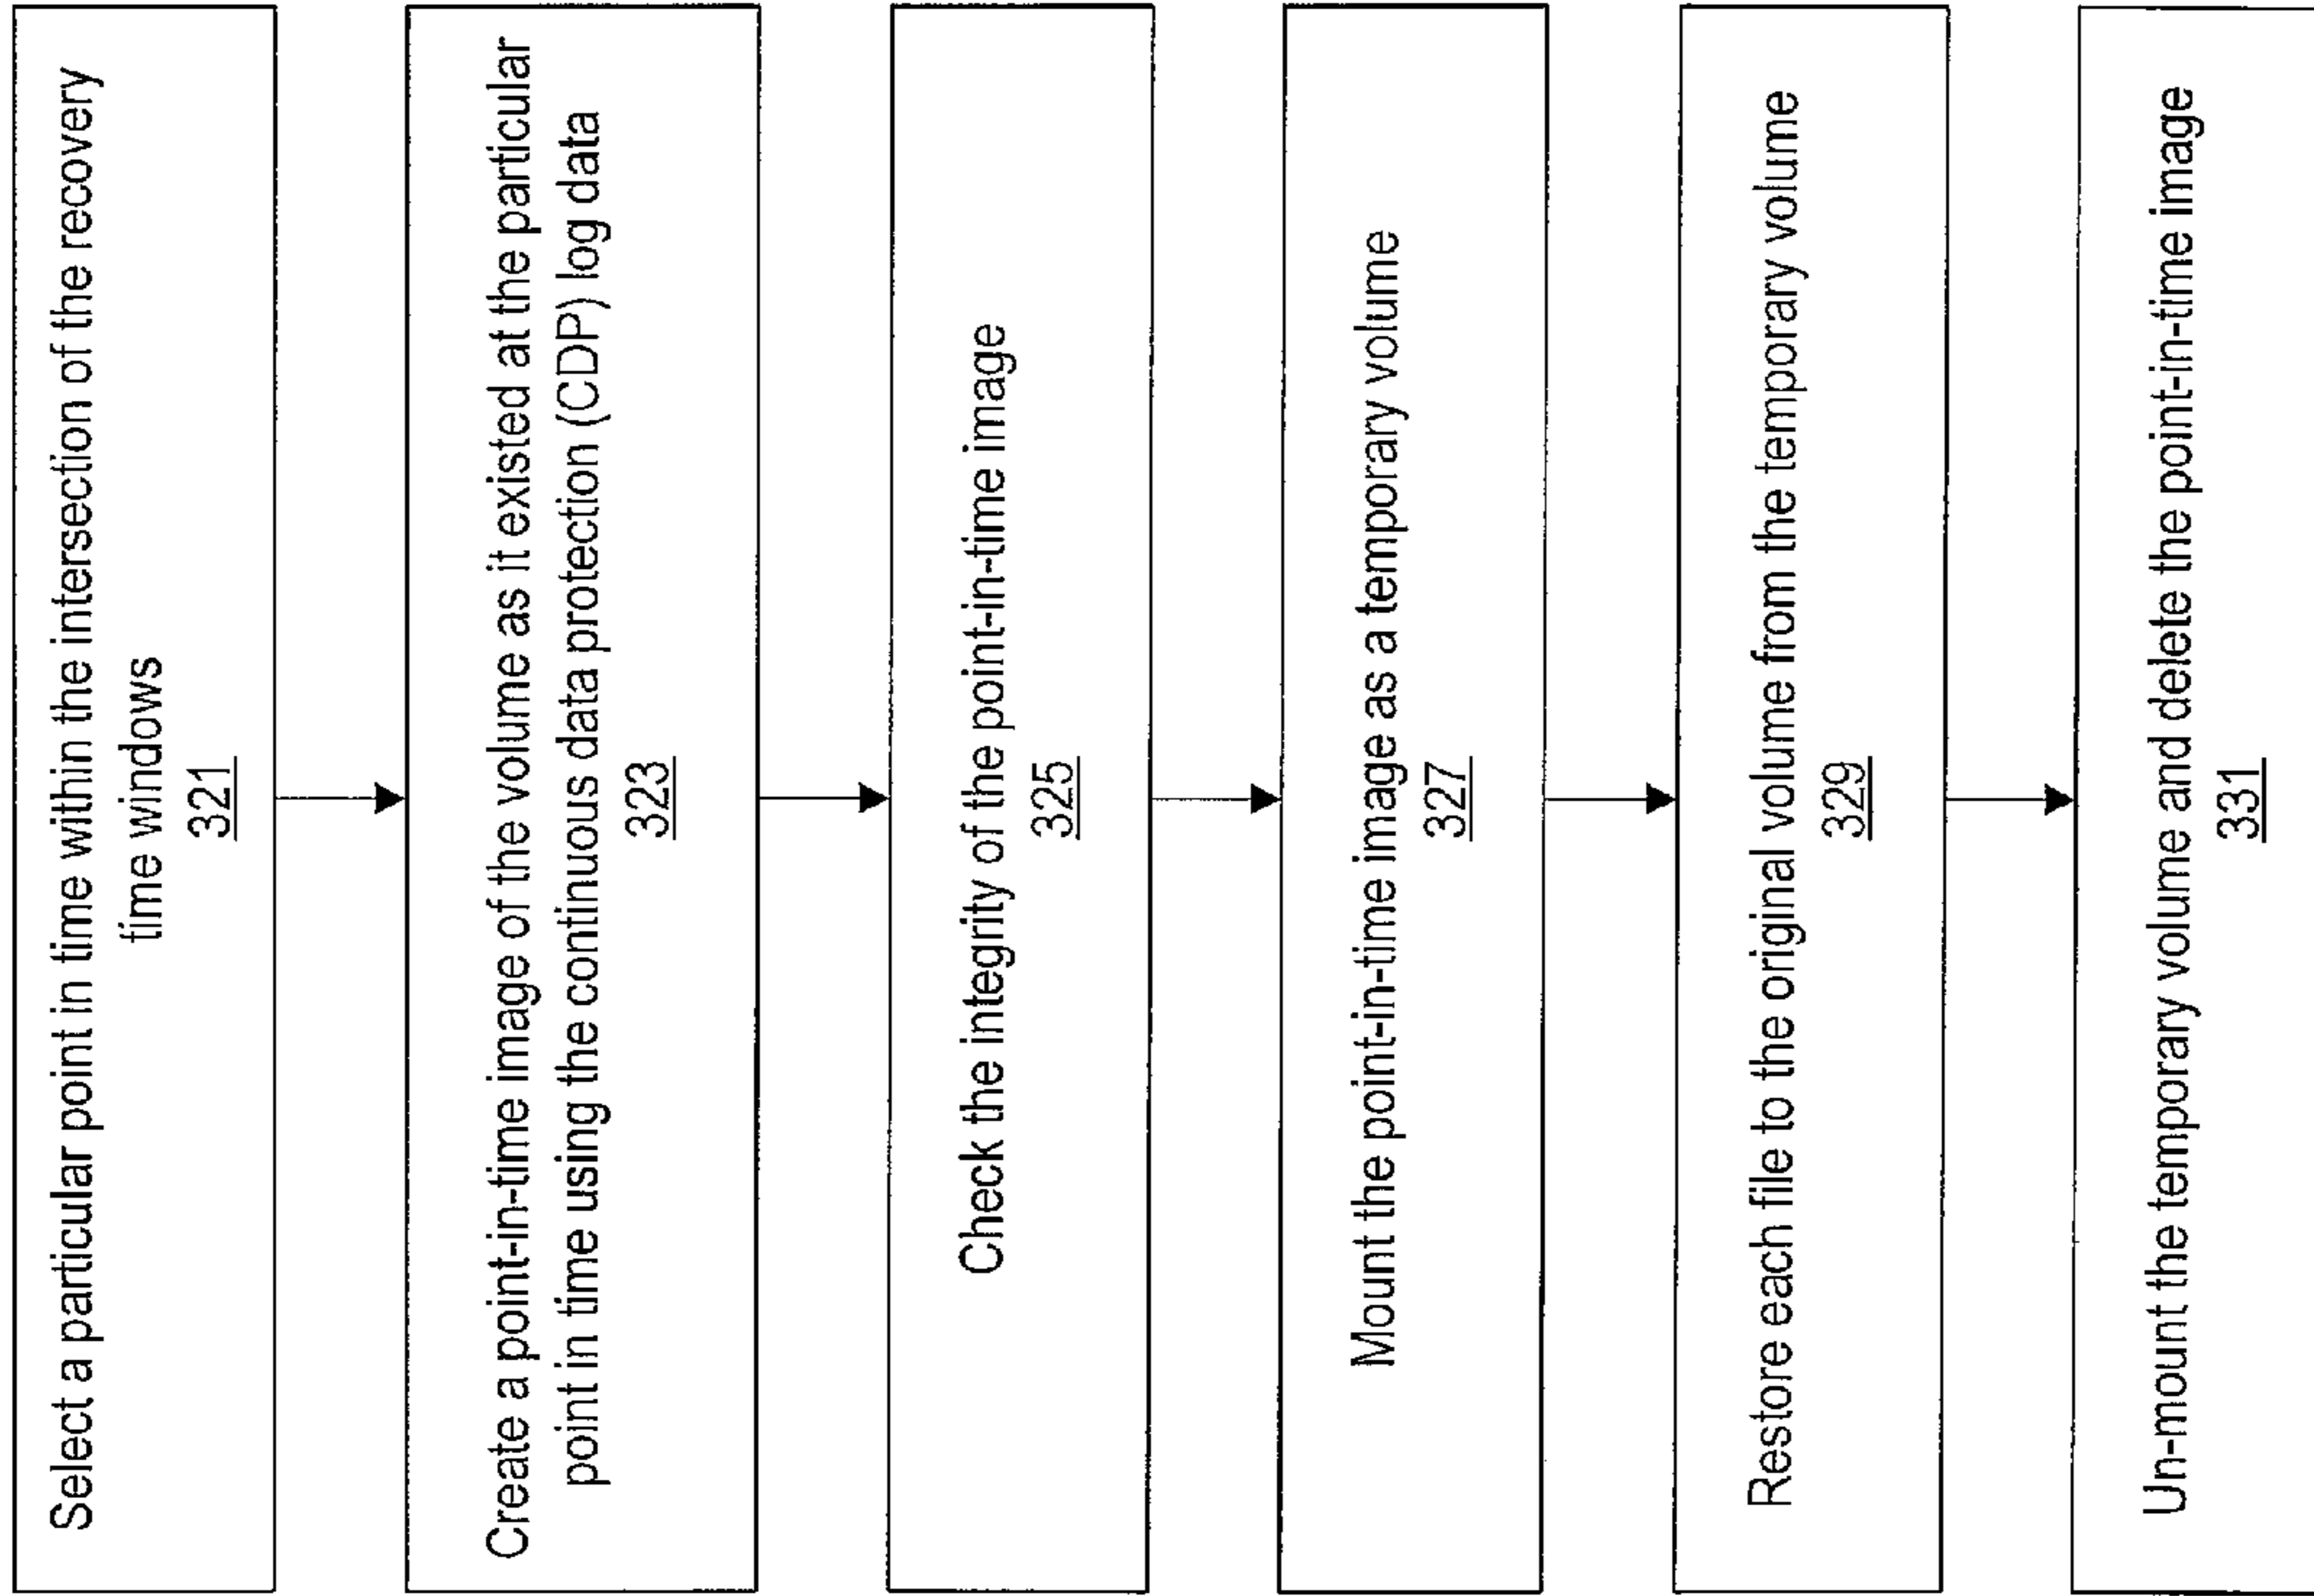 Select a particular point in time within the intersection of the recovery
time windows
321
Create a point-in-time image of the volume as it existed at the particular
point in time using the continuous data protection (CDP) log data
323
Check the integrity of the point-in-time image
325
Mount the point-in-time image as a temporary volume
327
Restore each file to the original volume from the temporary volume
329
Un-mount the temporary volume and delete the point-in-time image
331